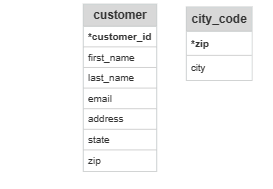 customer
*customer_id
first_name
last_name
email
address
state
zip
city_code
*zip
city